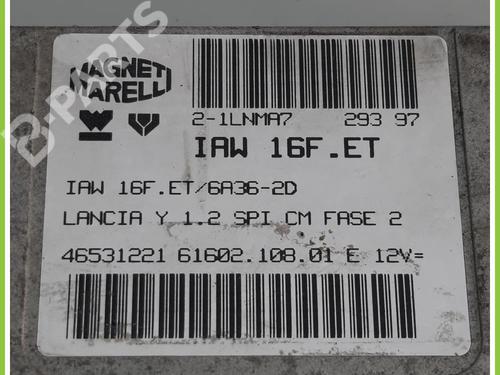 MAGNETI
MARELLI
2-1LNMA7 293 97
IAW 16F.ET
IAW 16F.ET/6A36-2D
LANCIA Y 1.2 SPI CM FASE 2
46531221 61602.108.01 E 12V=
B-PARTS